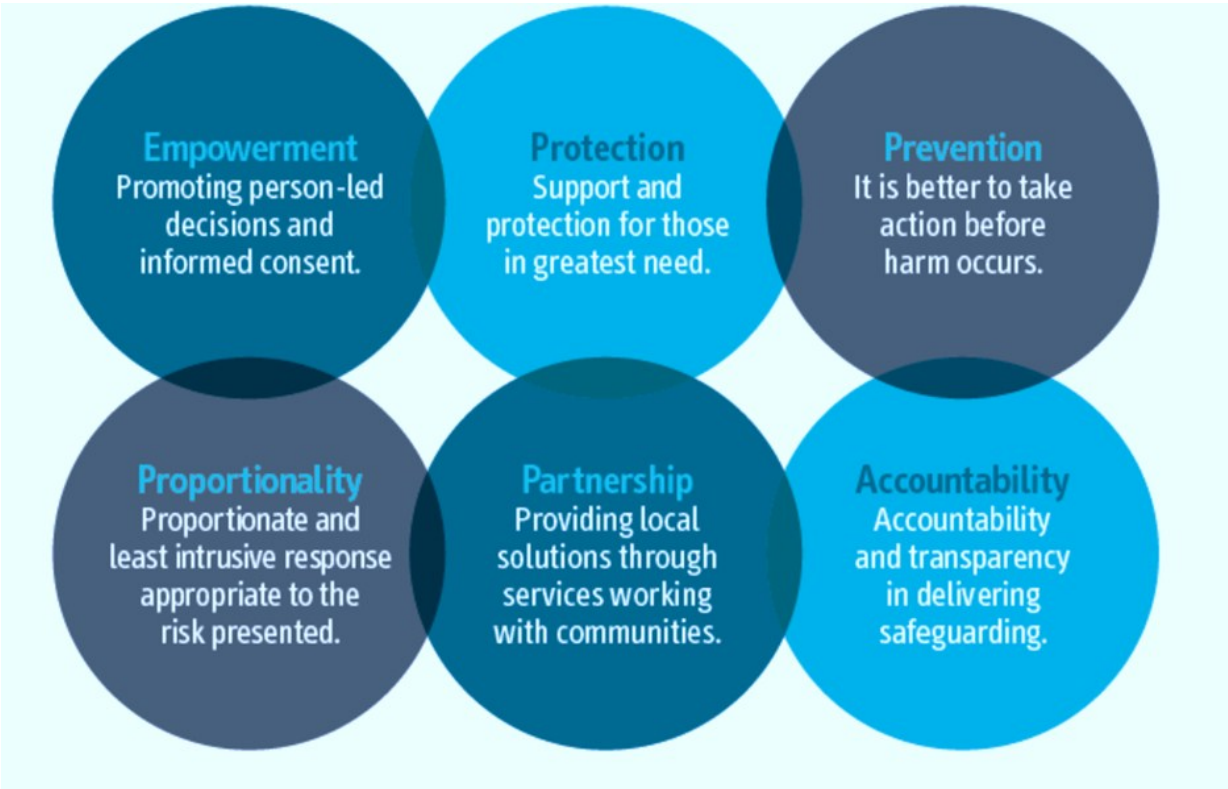 Empowerment
Promoting person-led
decisions and
informed consent.
Protection
Support and
protection for those
in greatest need.
Prevention
It is better to take
action before
harm occurs.
Proportionality
Proportionate and
least intrusive response
appropriate to the
risk presented.
Partnership
Providing local
solutions through
services working
with communities.
Accountability
Accountability
and transparency
in delivering
safeguarding.